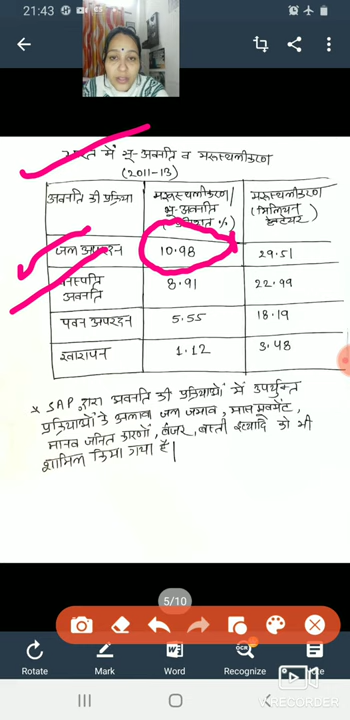 21:43
भारत में भू-अवनति व मरूस्थलीकरण
(2011-13)
अवनति की प्रक्रिया
मरूस्थलीकरण/
भू-अवनति
%)
मरूस्थलीकरण
(मिलियन
हेक्टेयर)
जल अपरदन 10.98 29.51
वनस्पति अवनति 8.91 22.99
पवन अपरदन 5.55 18.19
खारापन 1.12 3.48
* SAP द्वारा अवनति की प्रक्रियाओं में उपर्युक्त
प्रक्रियाओं के अलावा जल जमाव, मास मूवमेंट,
मानव जनित कारणों, बंजर, बस्ती इत्यादि को भी
शामिल किया गया है|
5/10
Rotate Mark Word Recognize
VRECORDER